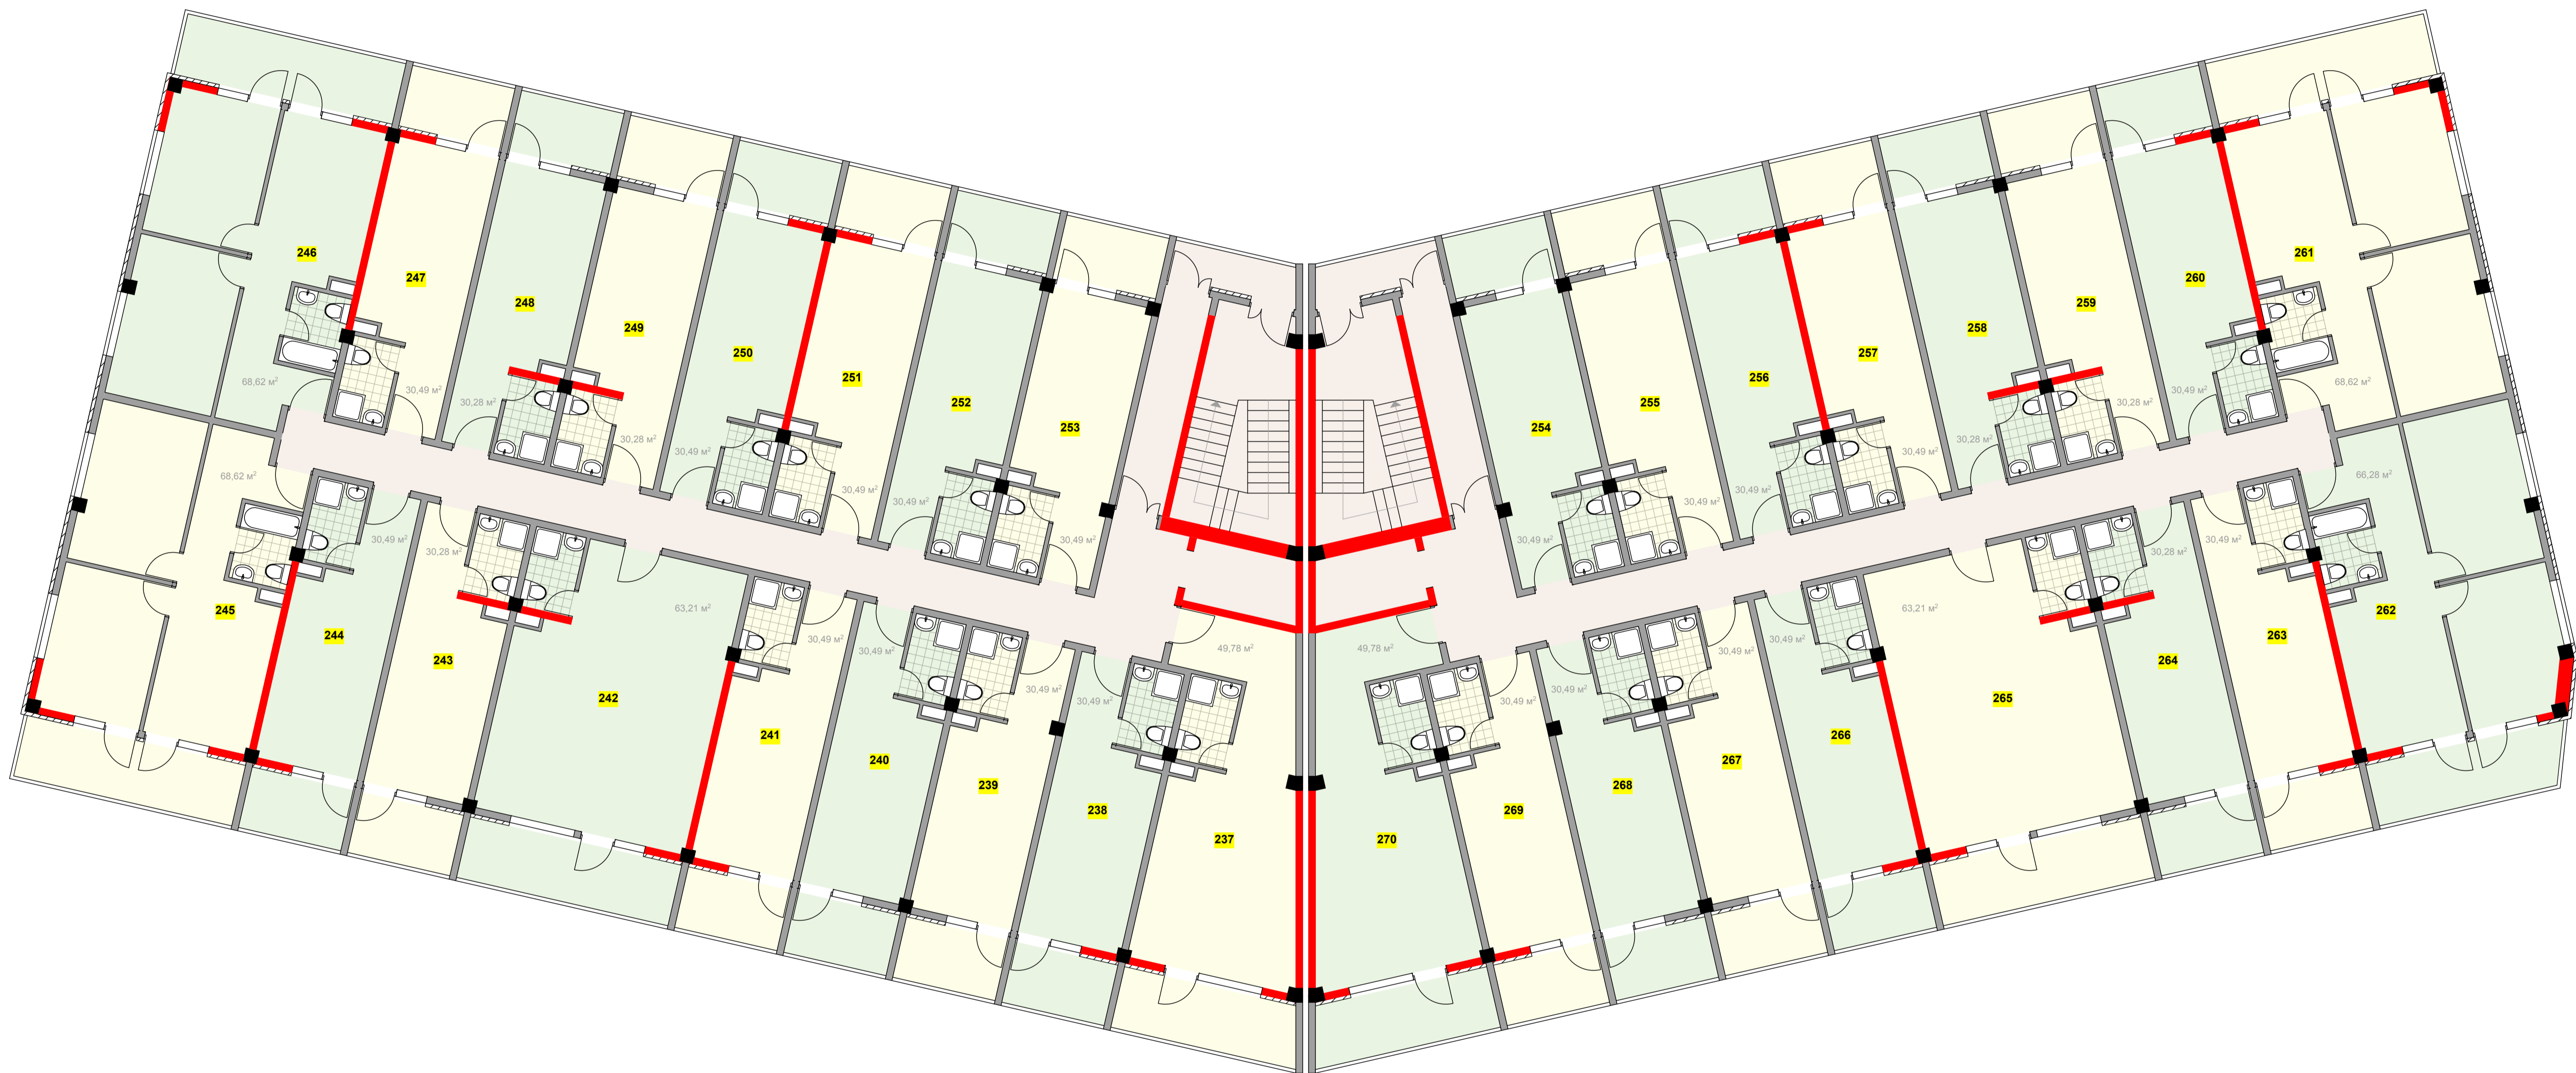 246
247
248
249
250
251
252
253
254
255
256
257
258
259
260
261
68,62 м²
30,49 м²
30,28 м²
30,28 м²
30,49 м²
30,49 м²
30,49 м²
30,49 м²
30,49 м²
30,49 м²
30,49 м²
30,49 м²
30,28 м²
30,28 м²
30,49 м²
68,62 м²
68,62 м²
30,49 м²
30,28 м²
63,21 м²
30,49 м²
30,49 м²
30,49 м²
30,49 м²
49,78 м²
49,78 м²
30,49 м²
30,49 м²
30,49 м²
30,49 м²
63,21 м²
30,28 м²
30,49 м²
66,28 м²
245
244
243
242
241
240
239
238
237
270
269
268
267
266
265
264
263
262